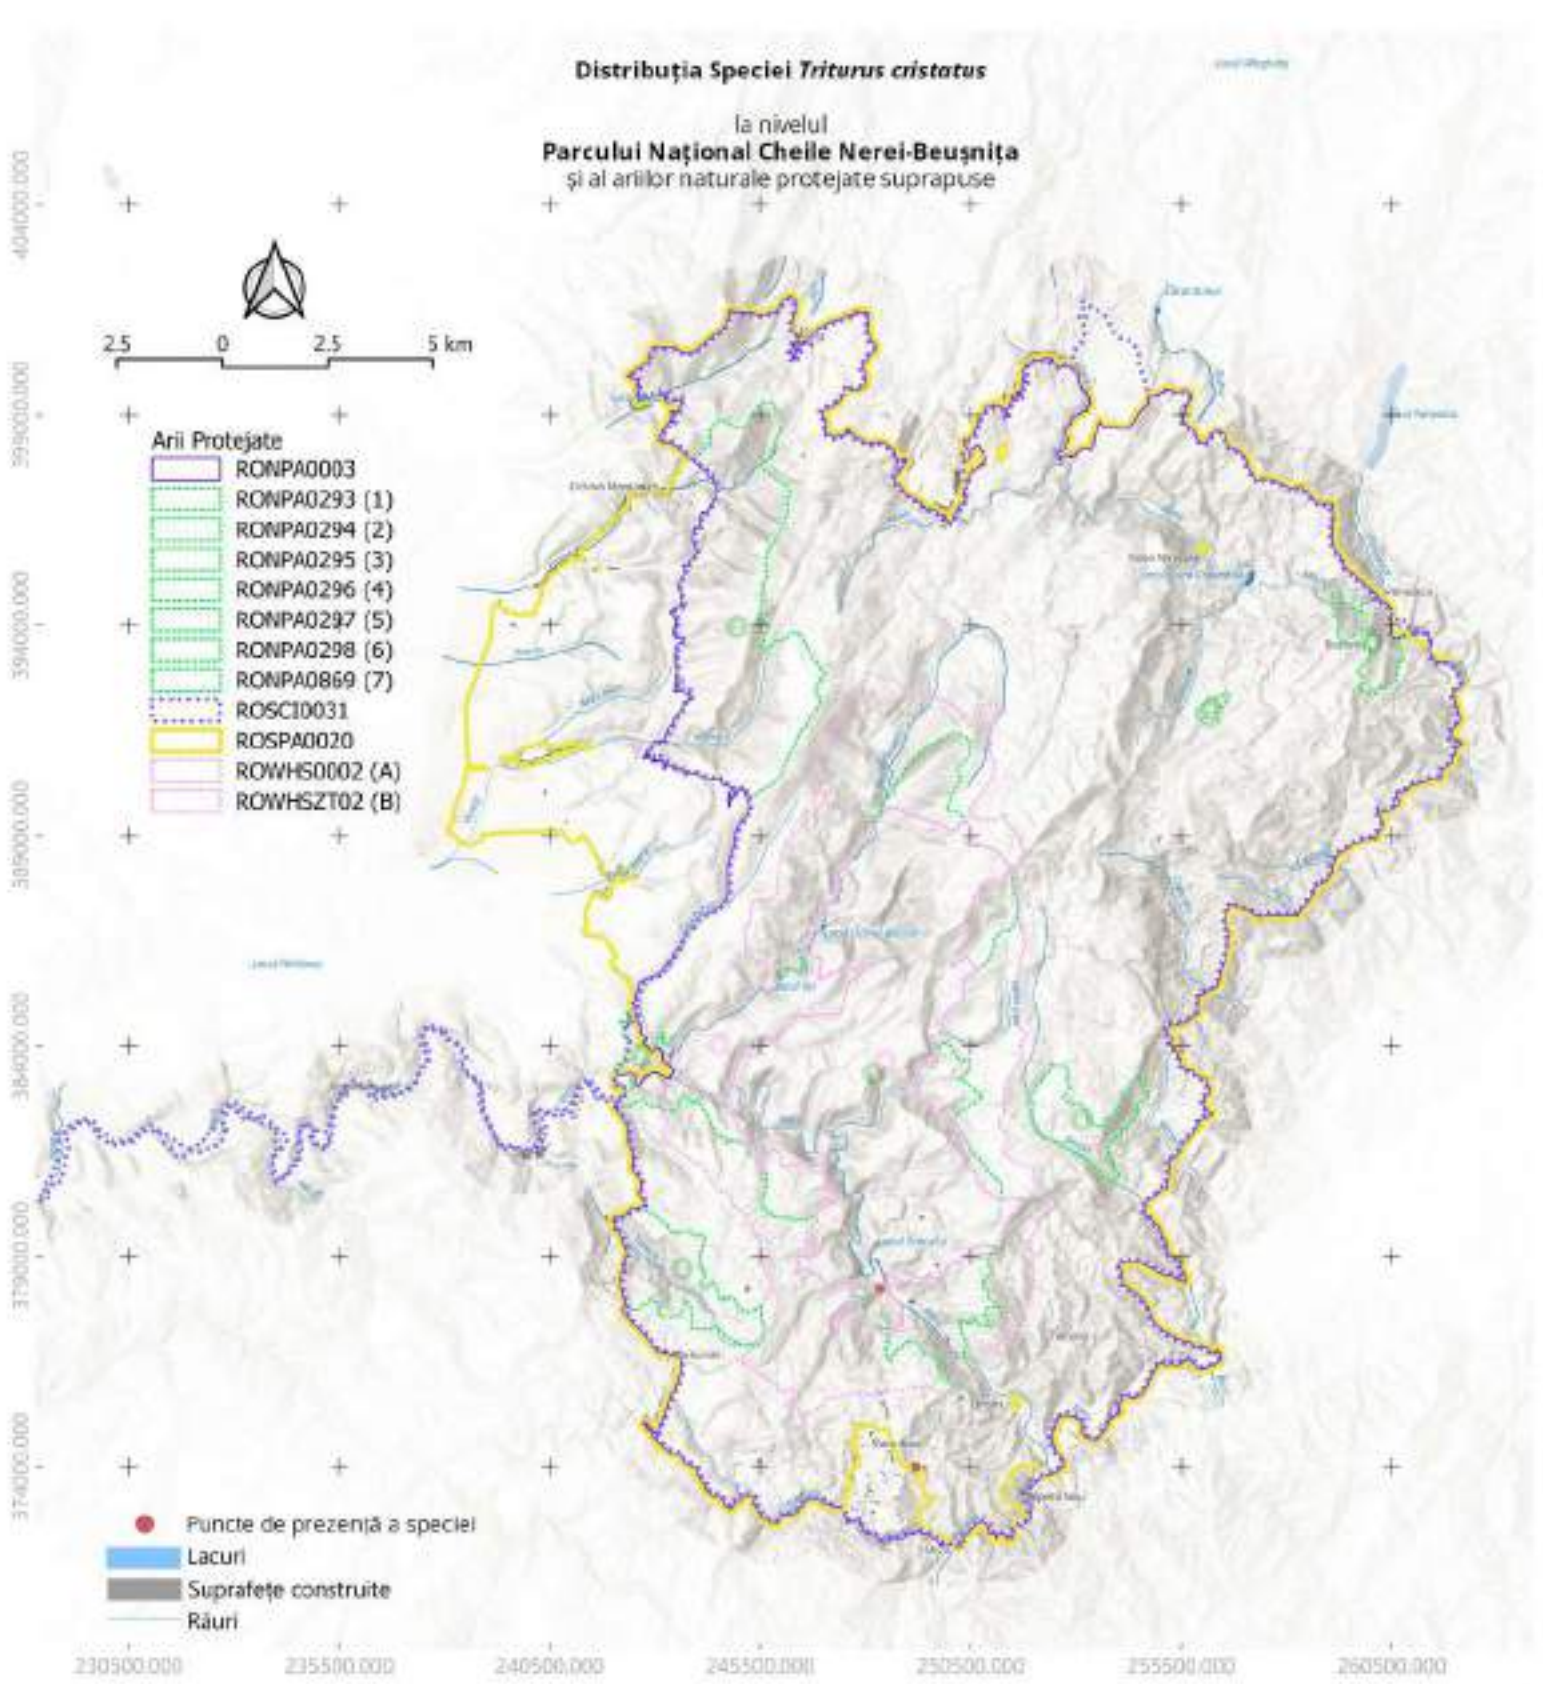 Distribuția Speciei Triturus cristatus
la nivelul
Parcului Național Cheile Nerei-Beușnița
și al ariilor naturale protejate suprapuse
404000.000
399000.000
394000.000
389000.000
384000.000
379000.000
374000.000
2.5 0 2.5 5 km
Arii Protejate
RONPA0003
RONPA0293 (1)
RONPA0294 (2)
RONPA0295 (3)
RONPA0296 (4)
RONPA0297 (5)
RONPA0298 (6)
RONPA0869 (7)
ROSCI0031
ROSPA0020
ROWHS0002 (A)
ROWHSZT02 (B)
Puncte de prezență a speciei
Lacuri
Suprafețe construite
Râuri
230500.000 235500.000 240500.000 245500.000 250500.000 255500.000 260500.000